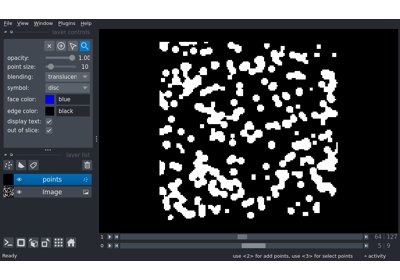 File View Window Plugins Help
layer controls
opacity: 1.00
point size: 10
blending: translucen
symbol: disc
face color: blue
edge color: black
display text:
out of slice:
layer list
points
Image
1 64 127
0 5 9
Ready use <2> for add points, use <3> for select points activity